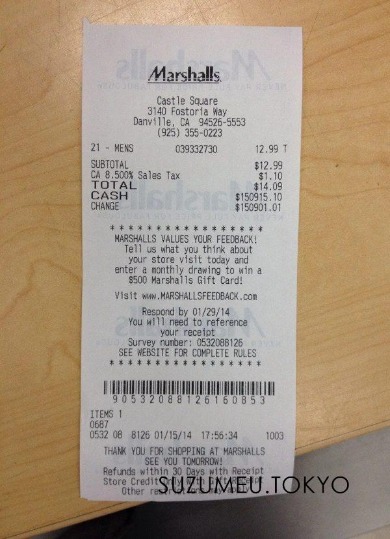 Marshalls.
Castle Square
3140 Fostoria Way
Danville, CA 94526-5553
(925) 355-0223
21 - MENS 039332730 12.99 T
SUBTOTAL $12.99
CA 8.500% Sales Tax $1.10
TOTAL $14.09
CASH $150915.10
CHANGE $150901.01
* * * * * * * * * * * * * * * * *
MARSHALLS VALUES YOUR FEEDBACK!
Tell us what you think about
your store visit today and
enter a monthly drawing to win a
$500 Marshalls Gift Card!
Visit www.MARSHALLSFEEDBACK.com
Respond by 01/29/14
You will need to reference
your receipt
Survey number: 0532088126
SEE WEBSITE FOR COMPLETE RULES
* * * * * * * * * * * * * * * * *
90532088126160853
ITEMS 1
0687
0532 08 8126 01/15/14 17:56:34 1003
THANK YOU FOR SHOPPING AT MARSHALLS
SEE YOU TOMORROW!
Refunds within 30 Days with Receipt
Store Credit Only
Other
SUZUMEU.TOKYO